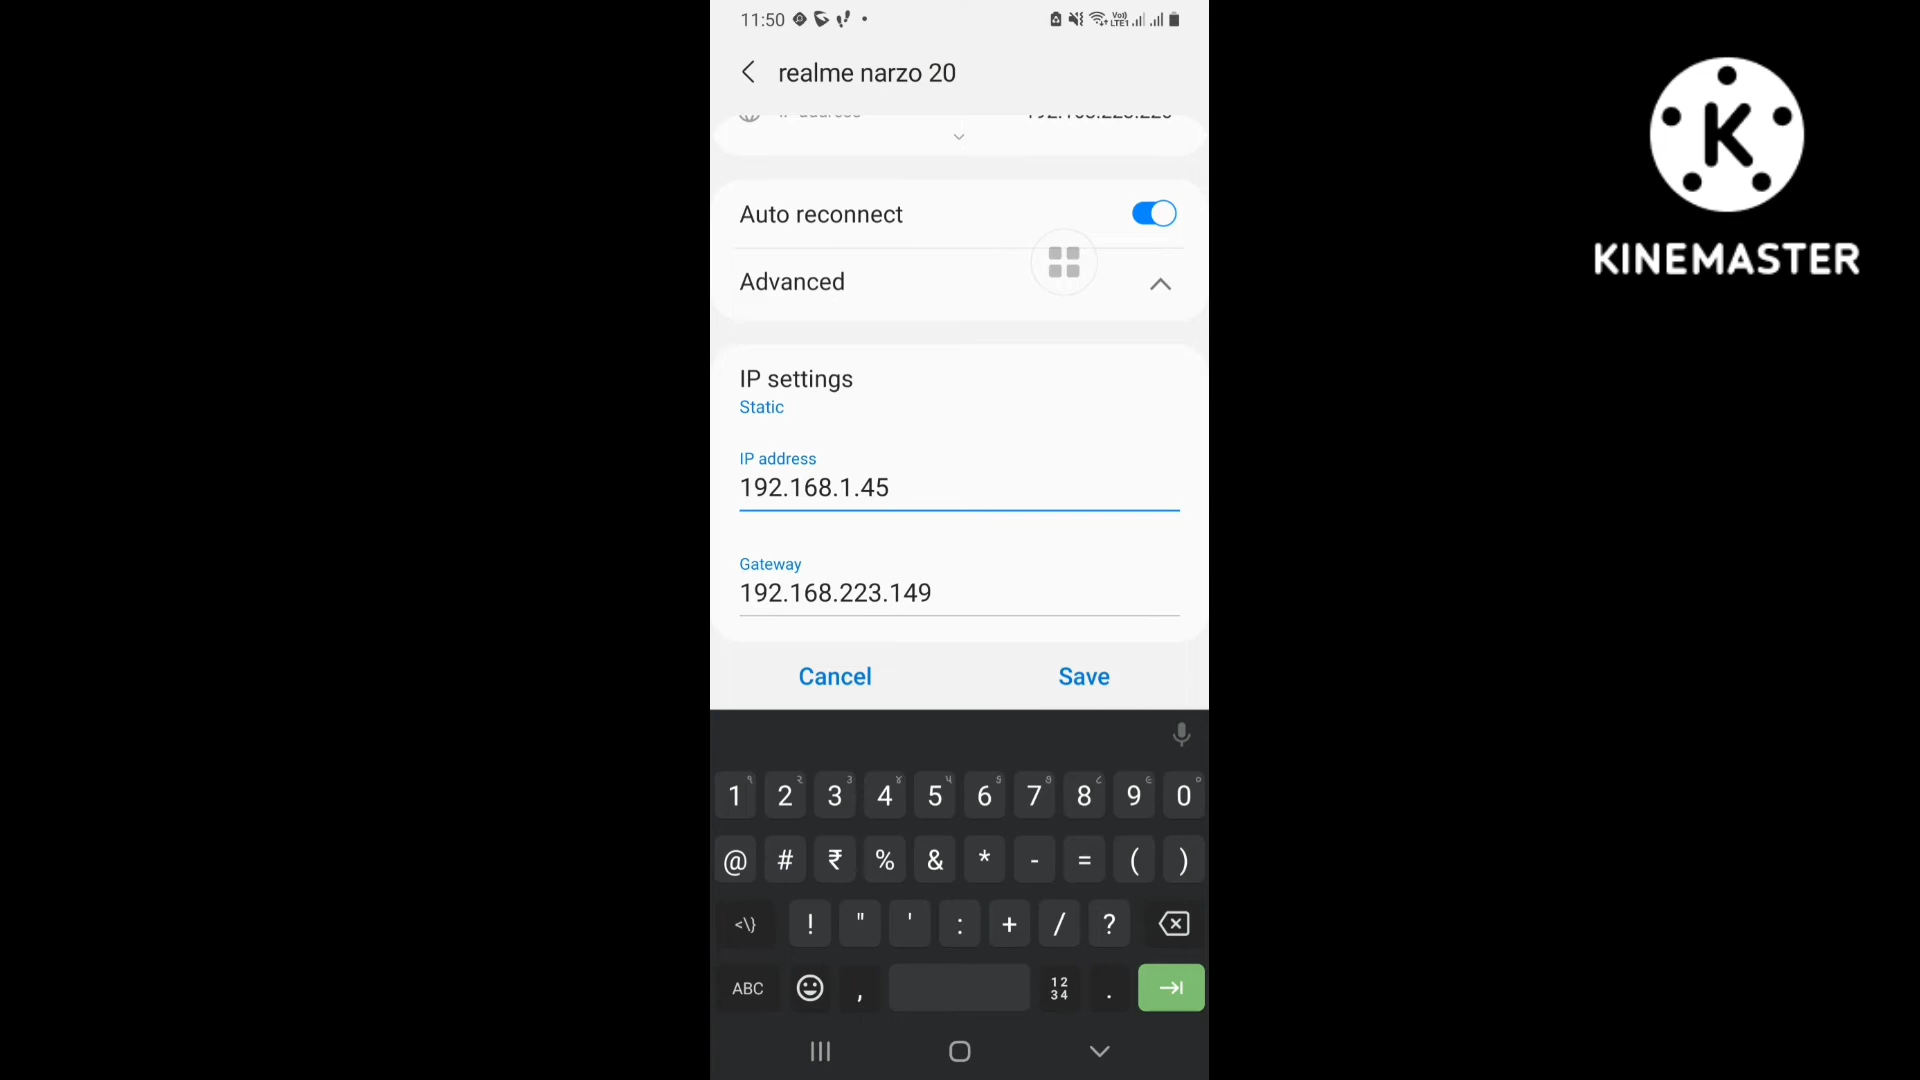 11:50
Vo)) LTE1
realme narzo 20
Auto reconnect
Advanced
IP settings
Static
IP address
192.168.1.45
Gateway
192.168.223.149
Cancel
Save
1 2 3 4 5 6 7 8 9 0
@ # ₹ % & * - = ( )
<\} ! " ' : + / ?
ABC , 12 34 .
K
KINEMASTER